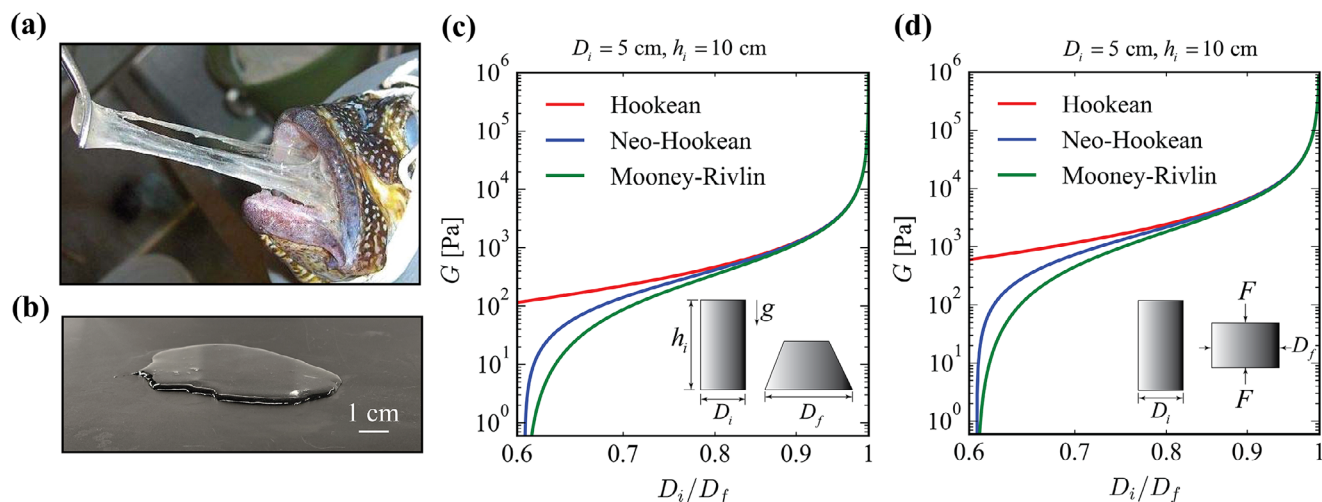 (a)
(b)
1 cm
(c)
D_i = 5 cm, h_i = 10 cm
10^6
10^5
10^4
10^3
10^2
10^1
10^0
G [Pa]
Hookean
Neo-Hookean
Mooney-Rivlin
h_i
g
D_i
D_f
0.6
0.7
0.8
0.9
1
D_i/D_f
(d)
D_i = 5 cm, h_i = 10 cm
10^6
10^5
10^4
10^3
10^2
10^1
10^0
G [Pa]
Hookean
Neo-Hookean
Mooney-Rivlin
F
D_f
F
D_i
0.6
0.7
0.8
0.9
1
D_i/D_f